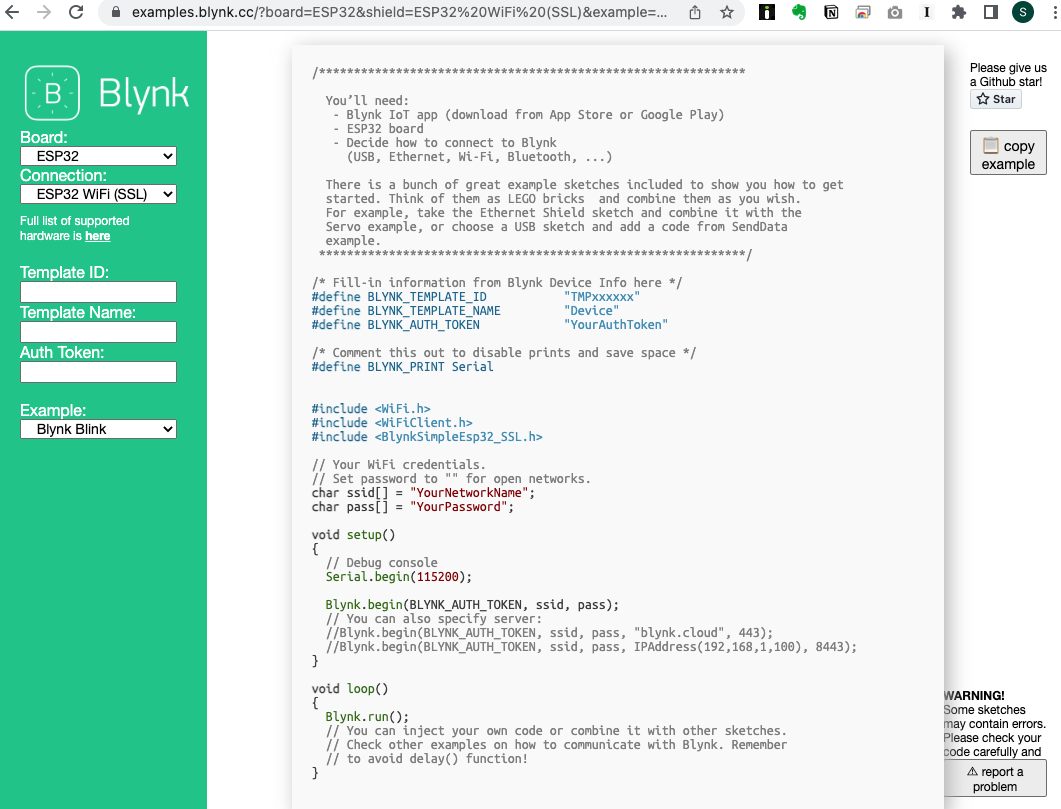 examples.blynk.cc/?board=ESP32&shield=ESP32%20WiFi%20(SSL)&example=...
S
B Blynk
Board:
ESP32
Connection:
ESP32 WiFi (SSL)
Full list of supported
hardware is here
Template ID:
Template Name:
Auth Token:
Example:
Blynk Blink
/*************************************************************
You’ll need:
- Blynk IoT app (download from App Store or Google Play)
- ESP32 board
- Decide how to connect to Blynk
(USB, Ethernet, Wi-Fi, Bluetooth, ...)
There is a bunch of great example sketches included to show you how to get
started. Think of them as LEGO bricks  and combine them as you wish.
For example, take the Ethernet Shield sketch and combine it with the
Servo example, or choose a USB sketch and add a code from SendData
example.
*************************************************************/
/* Fill-in information from Blynk Device Info here */
#define BLYNK_TEMPLATE_ID           "TMPxxxxxx"
#define BLYNK_TEMPLATE_NAME         "Device"
#define BLYNK_AUTH_TOKEN            "YourAuthToken"
/* Comment this out to disable prints and save space */
#define BLYNK_PRINT Serial
#include <WiFi.h>
#include <WiFiClient.h>
#include <BlynkSimpleEsp32_SSL.h>
// Your WiFi credentials.
// Set password to "" for open networks.
char ssid[] = "YourNetworkName";
char pass[] = "YourPassword";
void setup()
{
// Debug console
Serial.begin(115200);
Blynk.begin(BLYNK_AUTH_TOKEN, ssid, pass);
// You can also specify server:
//Blynk.begin(BLYNK_AUTH_TOKEN, ssid, pass, "blynk.cloud", 443);
//Blynk.begin(BLYNK_AUTH_TOKEN, ssid, pass, IPAddress(192,168,1,100), 8443);
}
void loop()
{
Blynk.run();
// You can inject your own code or combine it with other sketches.
// Check other examples on how to communicate with Blynk. Remember
// to avoid delay() function!
}
Please give us
a Github star!
Star
copy
example
WARNING!
Some sketches
may contain errors.
Please check your
code carefully and
⚠ report a
problem